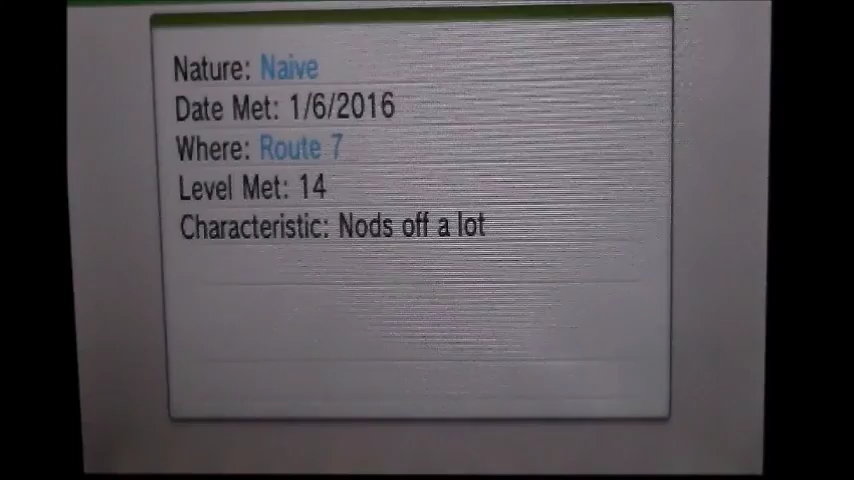 Nature: Naive
Date Met: 1/6/2016
Where: Route 7
Level Met: 14
Characteristic: Nods off a lot